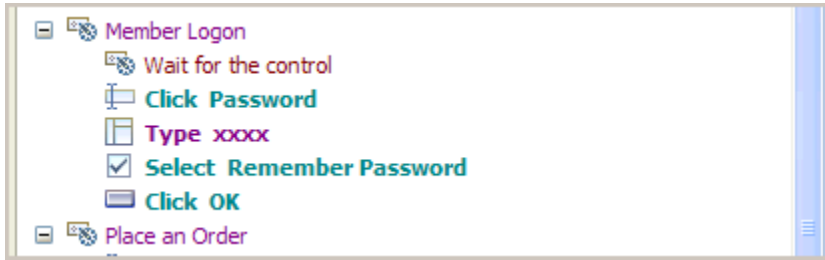 Member Logon
Wait for the control
Click Password
Type xxxx
Select Remember Password
Click OK
Place an Order